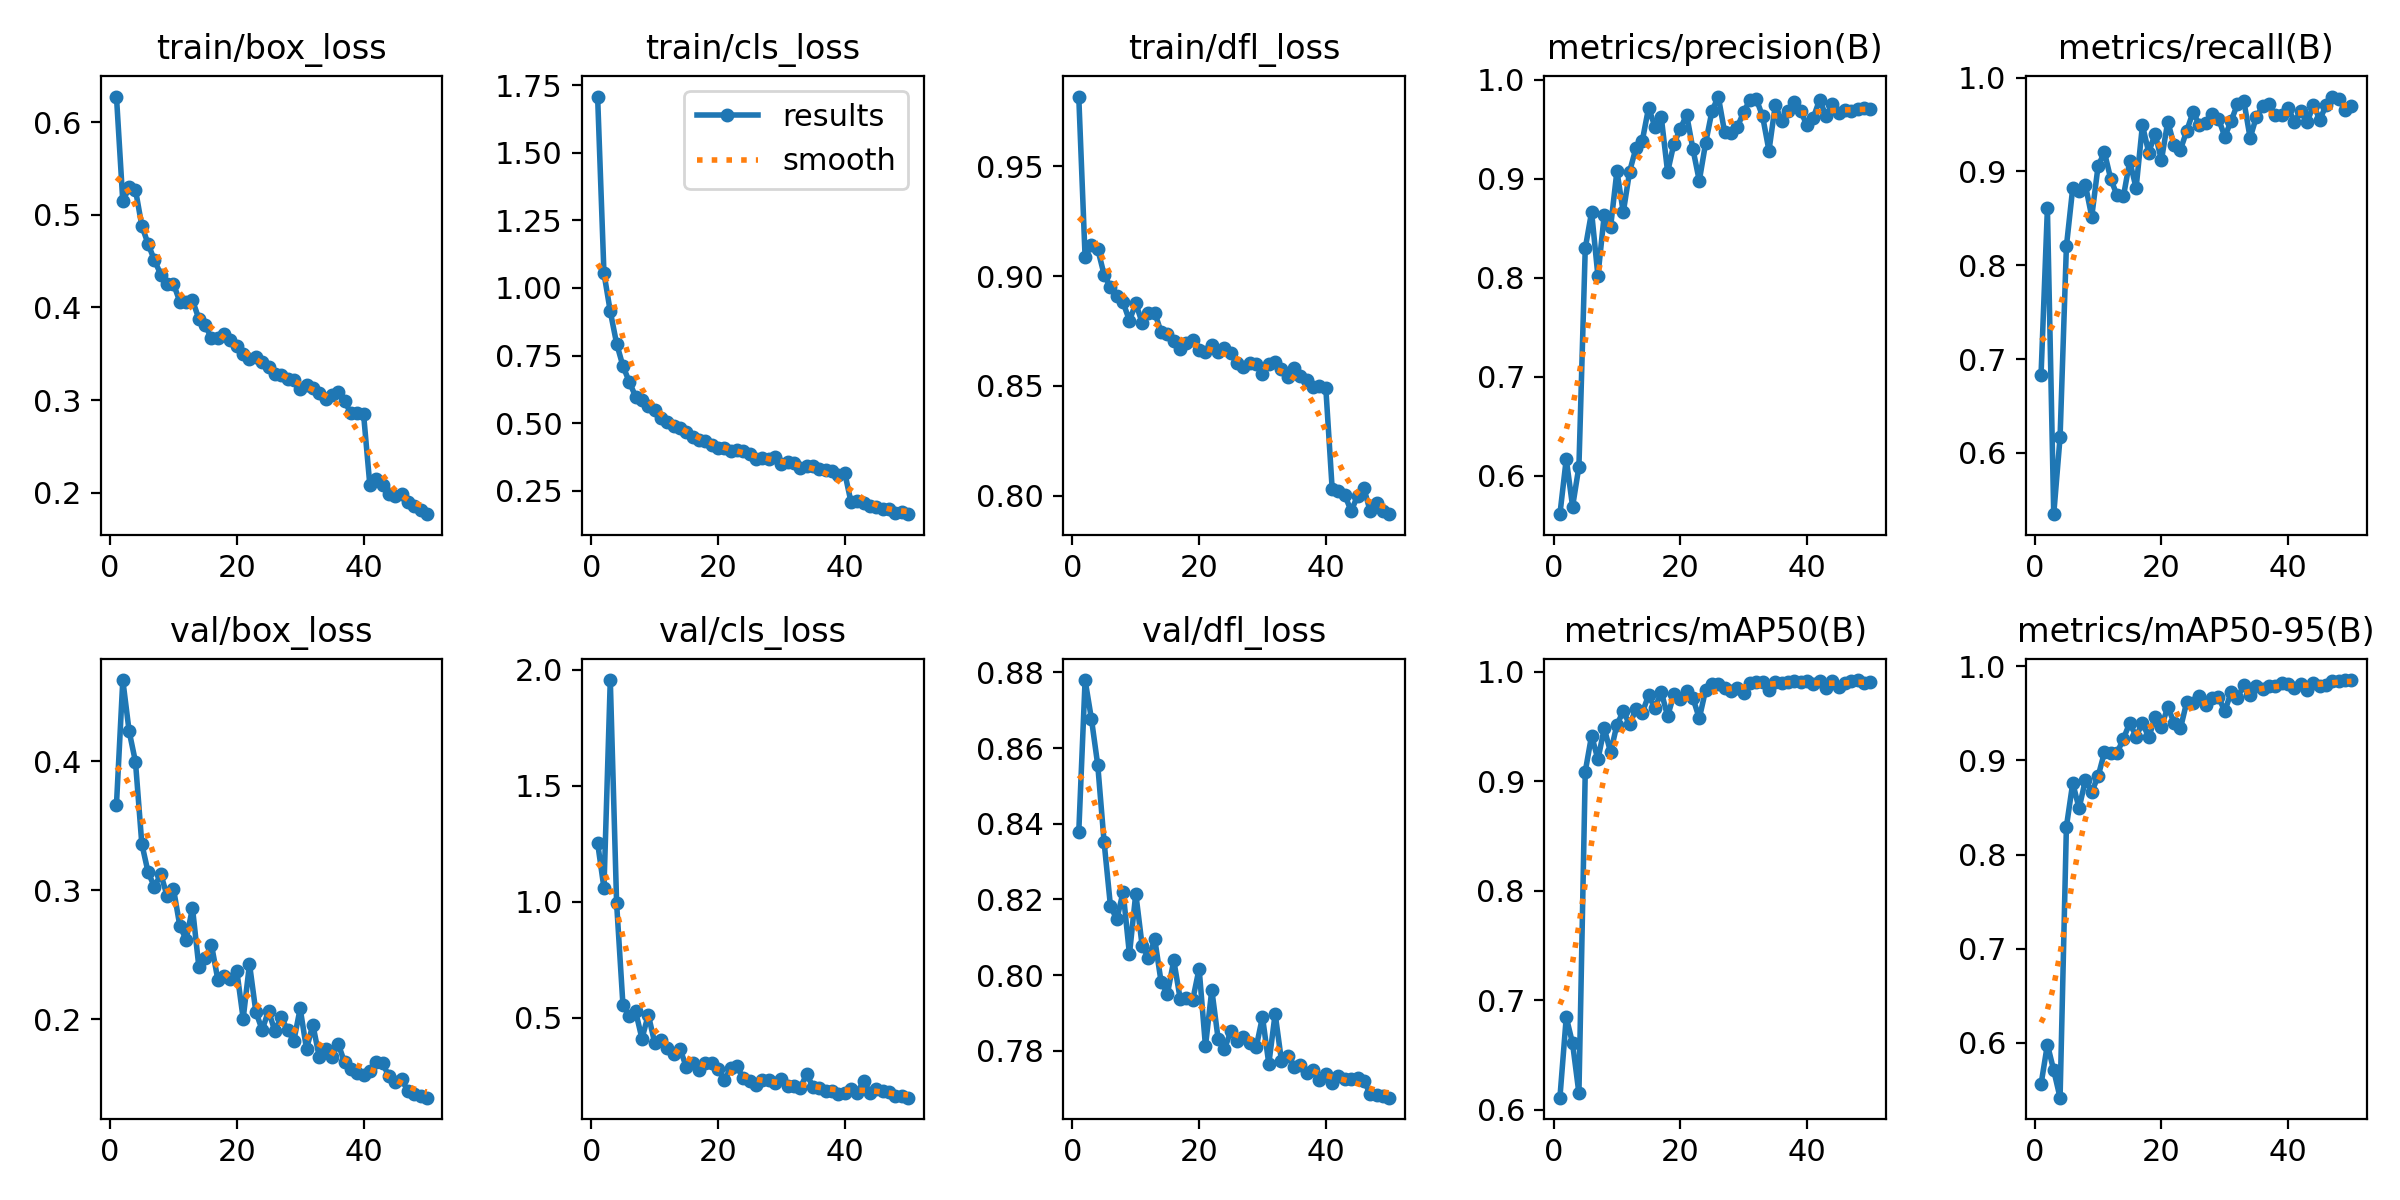 train/box_loss
train/cls_loss
train/dfl_loss
metrics/precision(B)
metrics/recall(B)
0.6
0.5
0.4
0.3
0.2
0 20 40
1.75
1.50
1.25
1.00
0.75
0.50
0.25
results
smooth
0 20 40
0.95
0.90
0.85
0.80
0 20 40
1.0
0.9
0.8
0.7
0.6
0 20 40
1.0
0.9
0.8
0.7
0.6
0 20 40
val/box_loss
val/cls_loss
val/dfl_loss
metrics/mAP50(B)
metrics/mAP50-95(B)
0.4
0.3
0.2
0 20 40
2.0
1.5
1.0
0.5
0 20 40
0.88
0.86
0.84
0.82
0.80
0.78
0 20 40
1.0
0.9
0.8
0.7
0.6
0 20 40
1.0
0.9
0.8
0.7
0.6
0 20 40